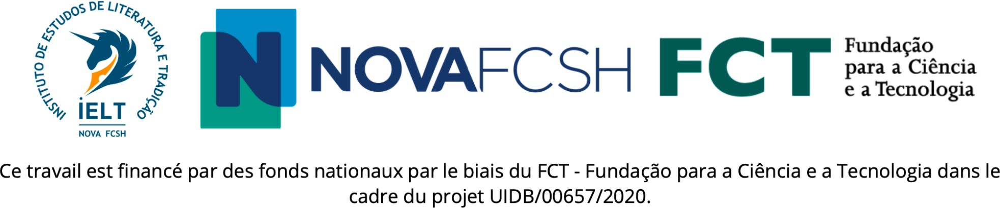 INSTITUTO DE ESTUDOS DE LITERATURA E TRADIÇÃO
iELT
NOVA FCSH
N
NOVAFCSH
FCT
Fundação
para a Ciência
e a Tecnologia
Ce travail est financé par des fonds nationaux par le biais du FCT - Fundação para a Ciência e a Tecnologia dans le
cadre du projet UIDB/00657/2020.